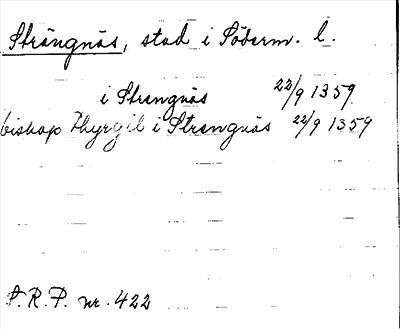 Strängnäs, stad i Söderm. l.
i Strengnäs 22/9 1359
biskop Thyrgil i Strengnäs 22/9 1359
S.R.P. nr. 422